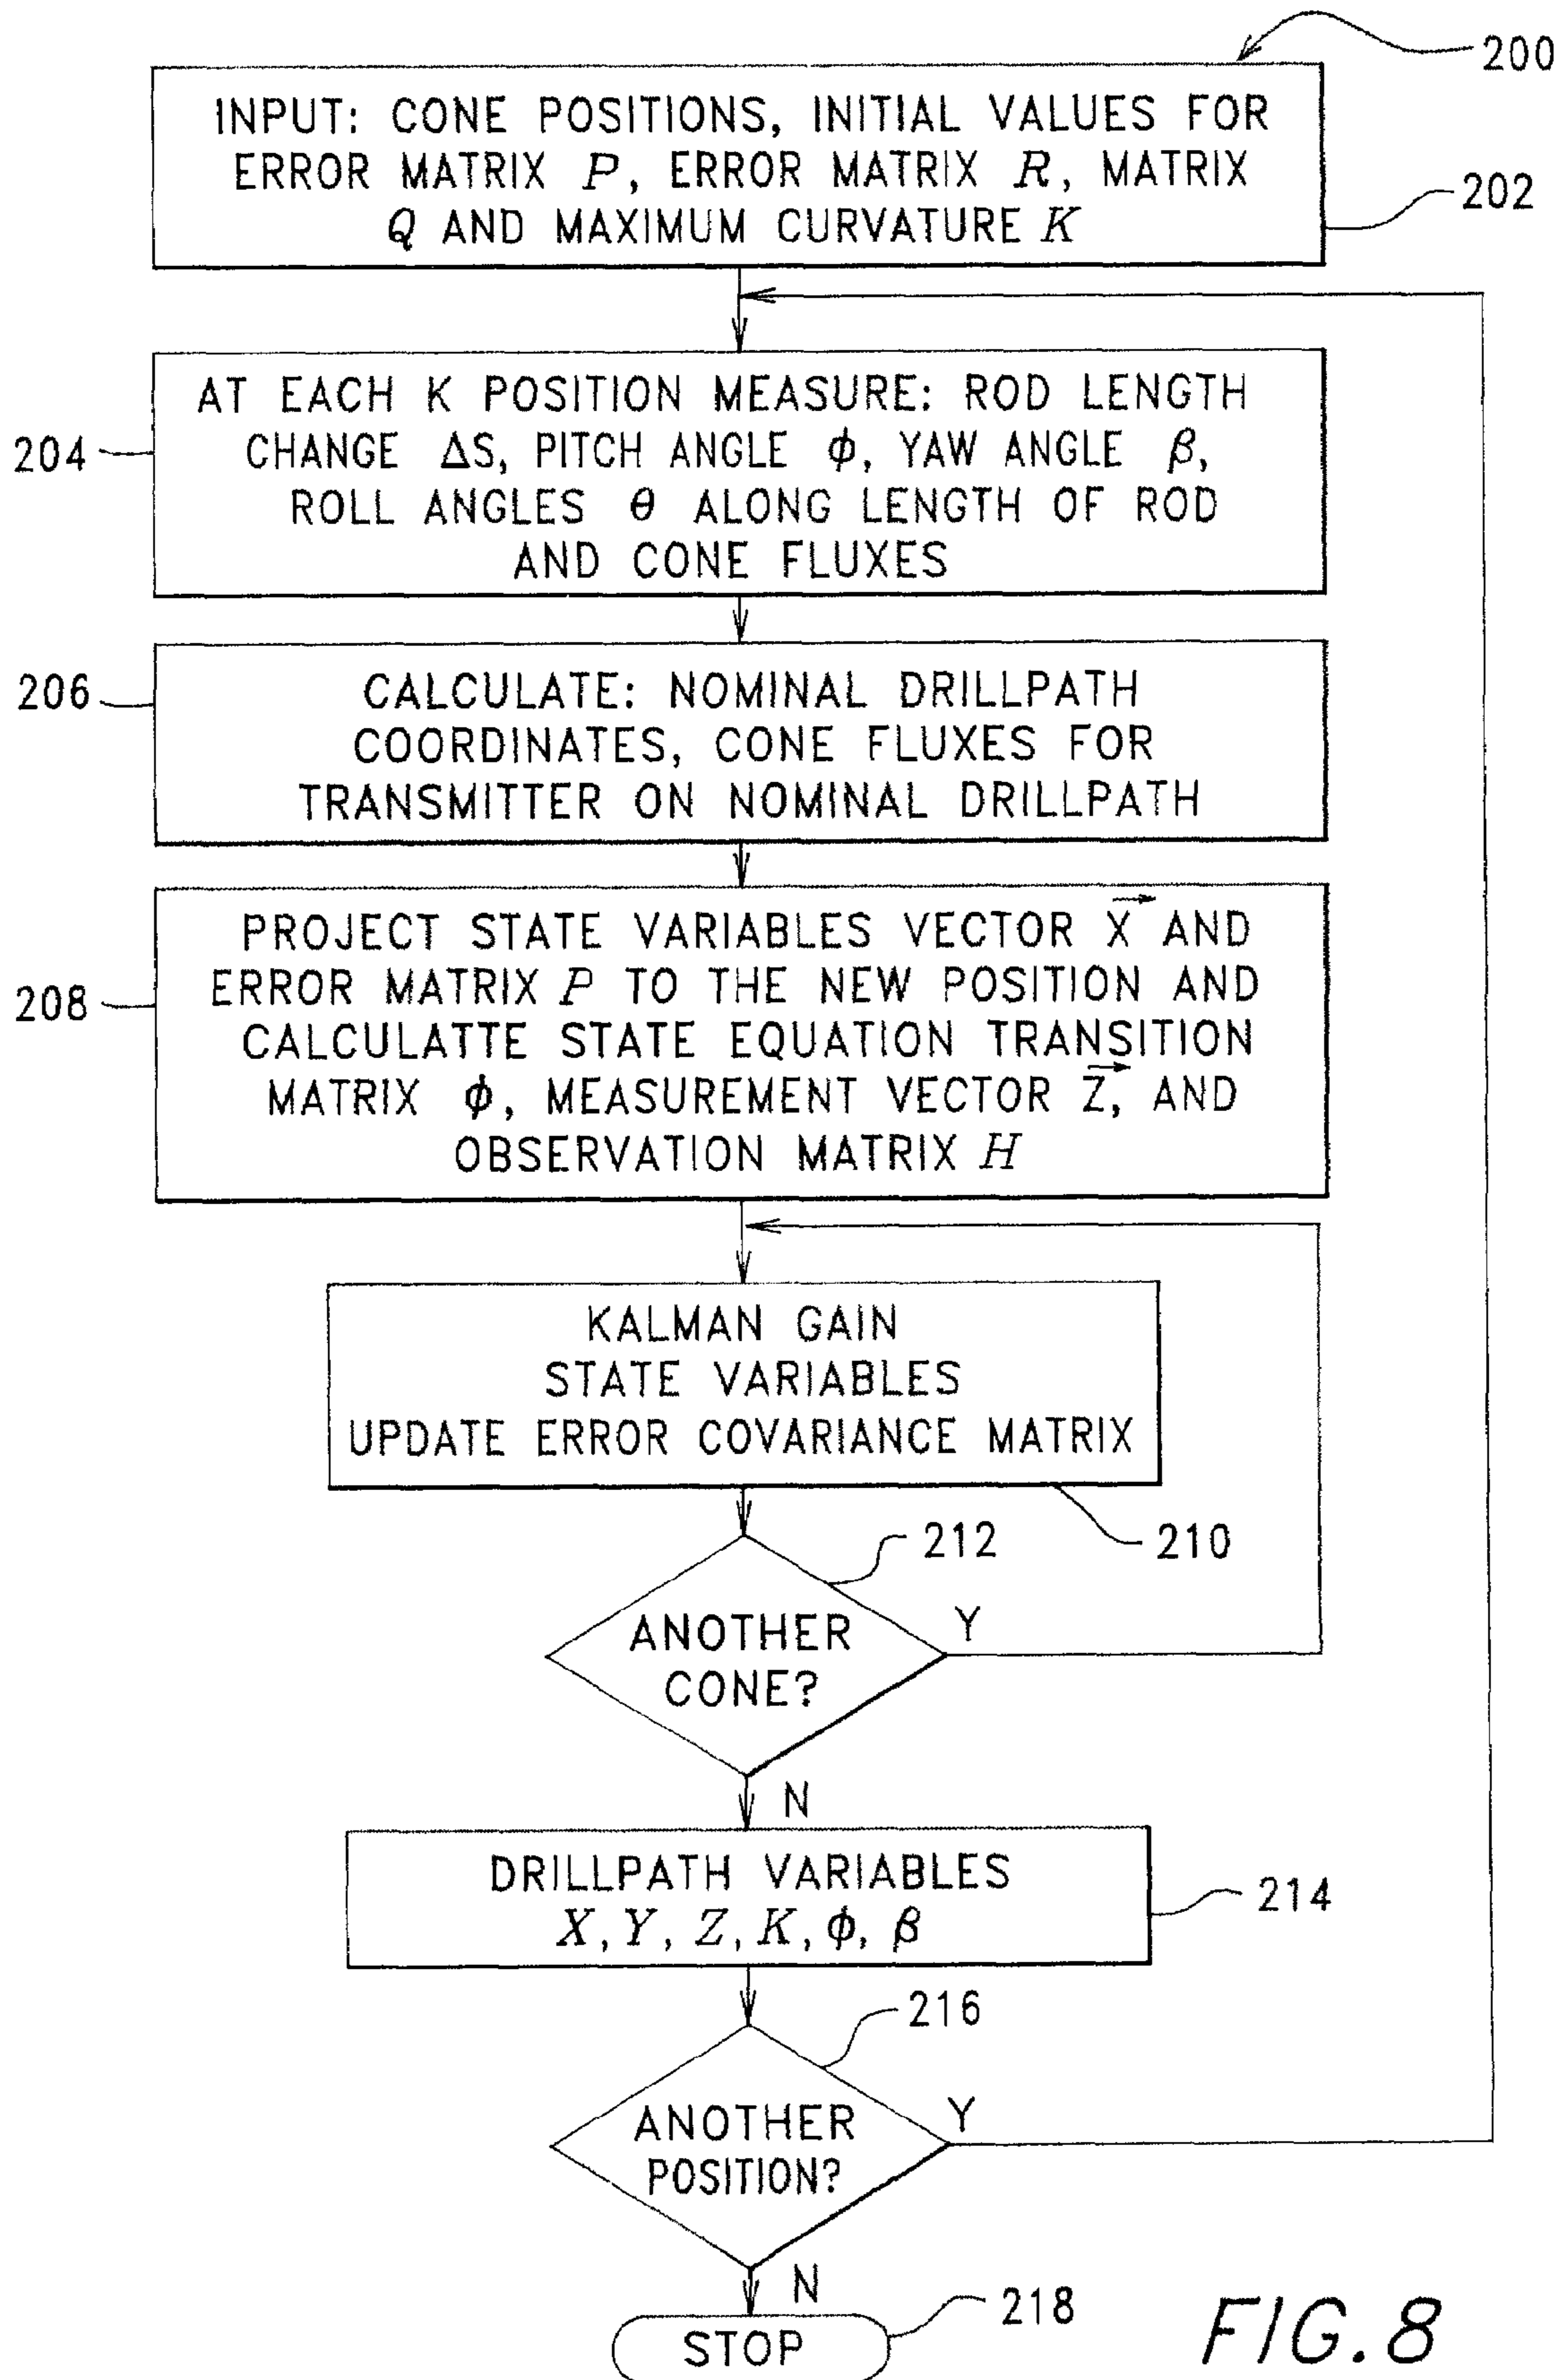 200
INPUT: CONE POSITIONS, INITIAL VALUES FOR
ERROR MATRIX P, ERROR MATRIX R, MATRIX
Q AND MAXIMUM CURVATURE K
202
AT EACH K POSITION MEASURE: ROD LENGTH
CHANGE ΔS, PITCH ANGLE ϕ, YAW ANGLE β,
ROLL ANGLES θ ALONG LENGTH OF ROD
AND CONE FLUXES
204
CALCULATE: NOMINAL DRILLPATH
COORDINATES, CONE FLUXES FOR
TRANSMITTER ON NOMINAL DRILLPATH
206
PROJECT STATE VARIABLES VECTOR X⃗ AND
ERROR MATRIX P TO THE NEW POSITION AND
CALCULATTE STATE EQUATION TRANSITION
MATRIX ϕ, MEASUREMENT VECTOR Z⃗, AND
OBSERVATION MATRIX H
208
KALMAN GAIN
STATE VARIABLES
UPDATE ERROR COVARIANCE MATRIX
210
212
ANOTHER
CONE?
Y
N
DRILLPATH VARIABLES
X, Y, Z, K, ϕ, β
214
216
ANOTHER
POSITION?
Y
N
STOP
218
FIG. 8